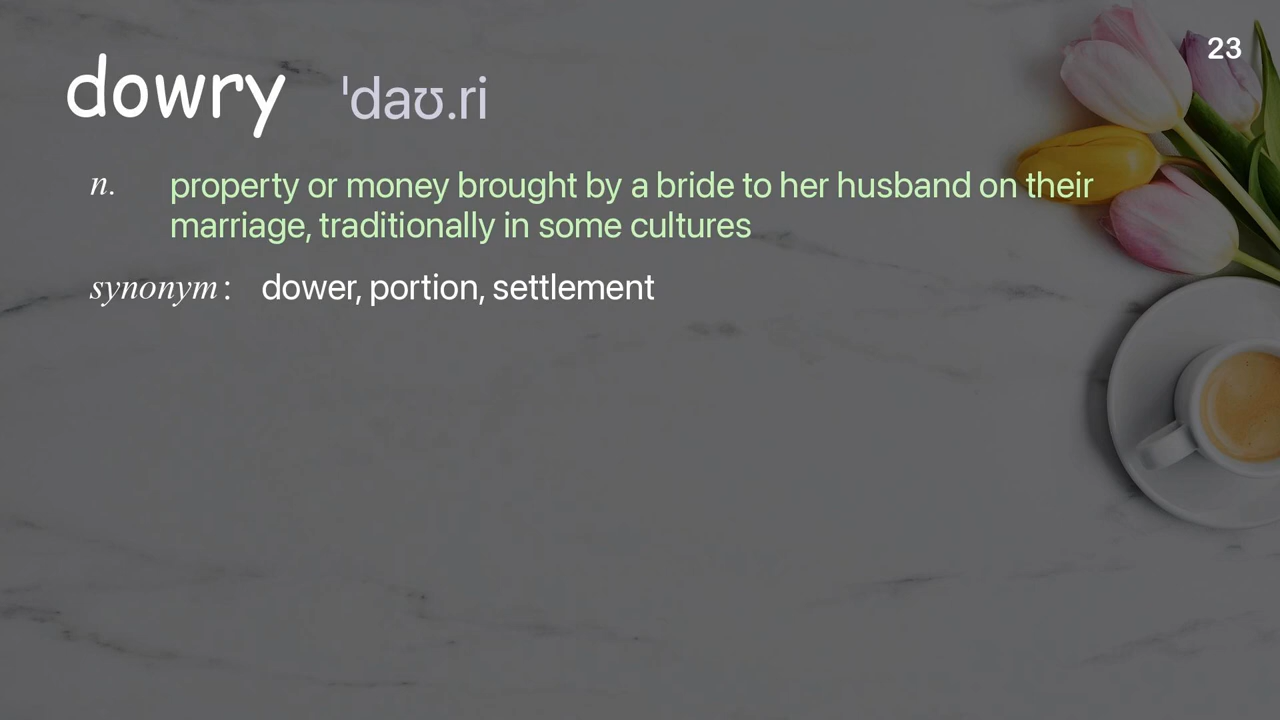 23
dowry ˈdaʊ.ri
n. property or money brought by a bride to her husband on their
marriage, traditionally in some cultures
synonym: dower, portion, settlement